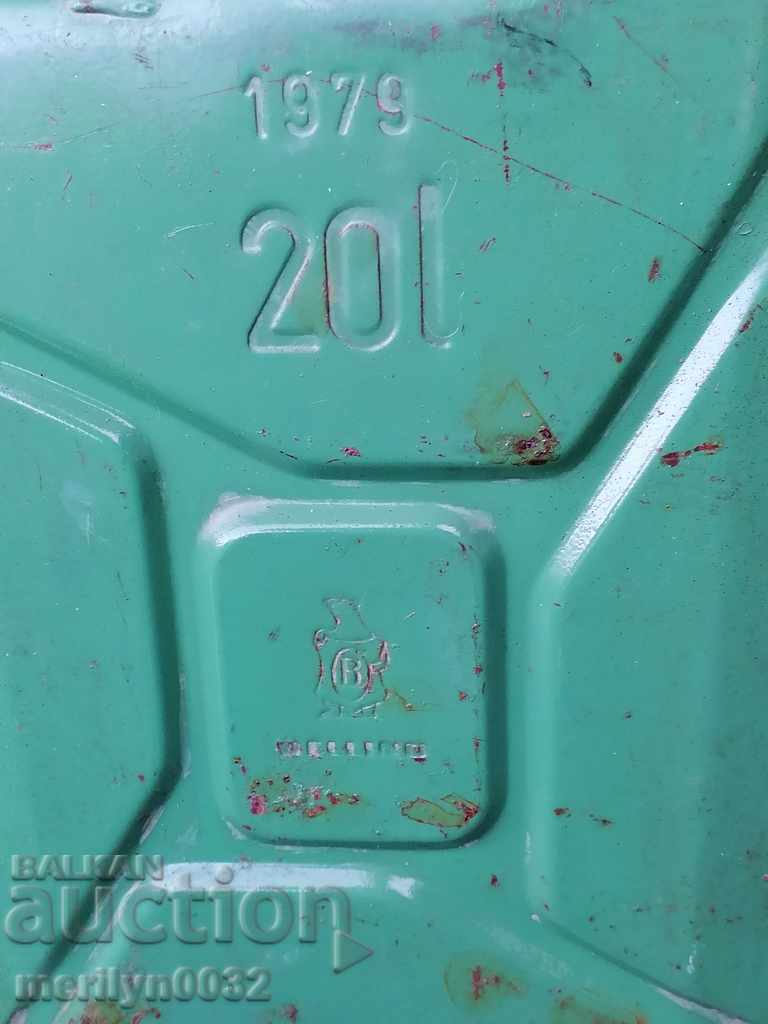 1979
20l
B
BALKAN
auction
merilyn0032